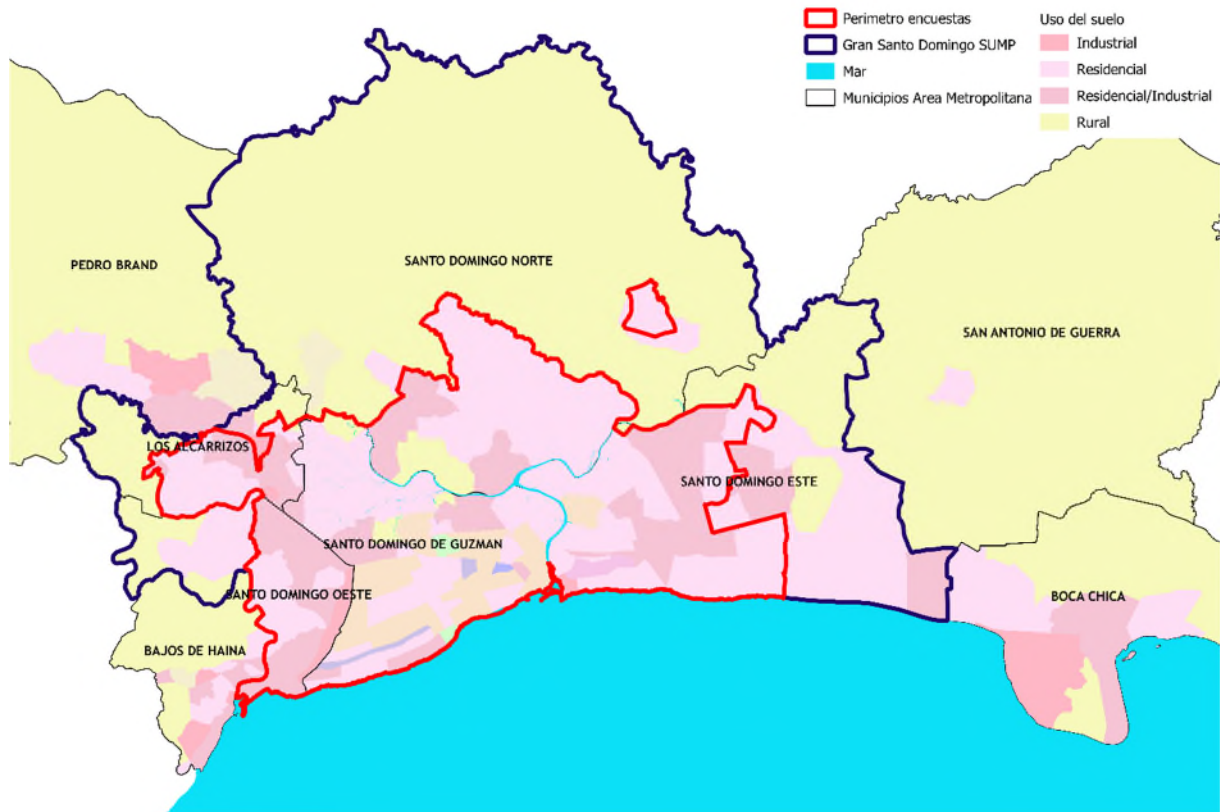 Perimetro encuestas
Gran Santo Domingo SUMP
Mar
Municipios Area Metropolitana
Uso del suelo
Industrial
Residencial
Residencial/Industrial
Rural
PEDRO BRAND
SANTO DOMINGO NORTE
SAN ANTONIO DE GUERRA
LOS ALCARRIZOS
SANTO DOMINGO ESTE
SANTO DOMINGO DE GUZMAN
SANTO DOMINGO OESTE
BOCA CHICA
BAJOS DE HAINA